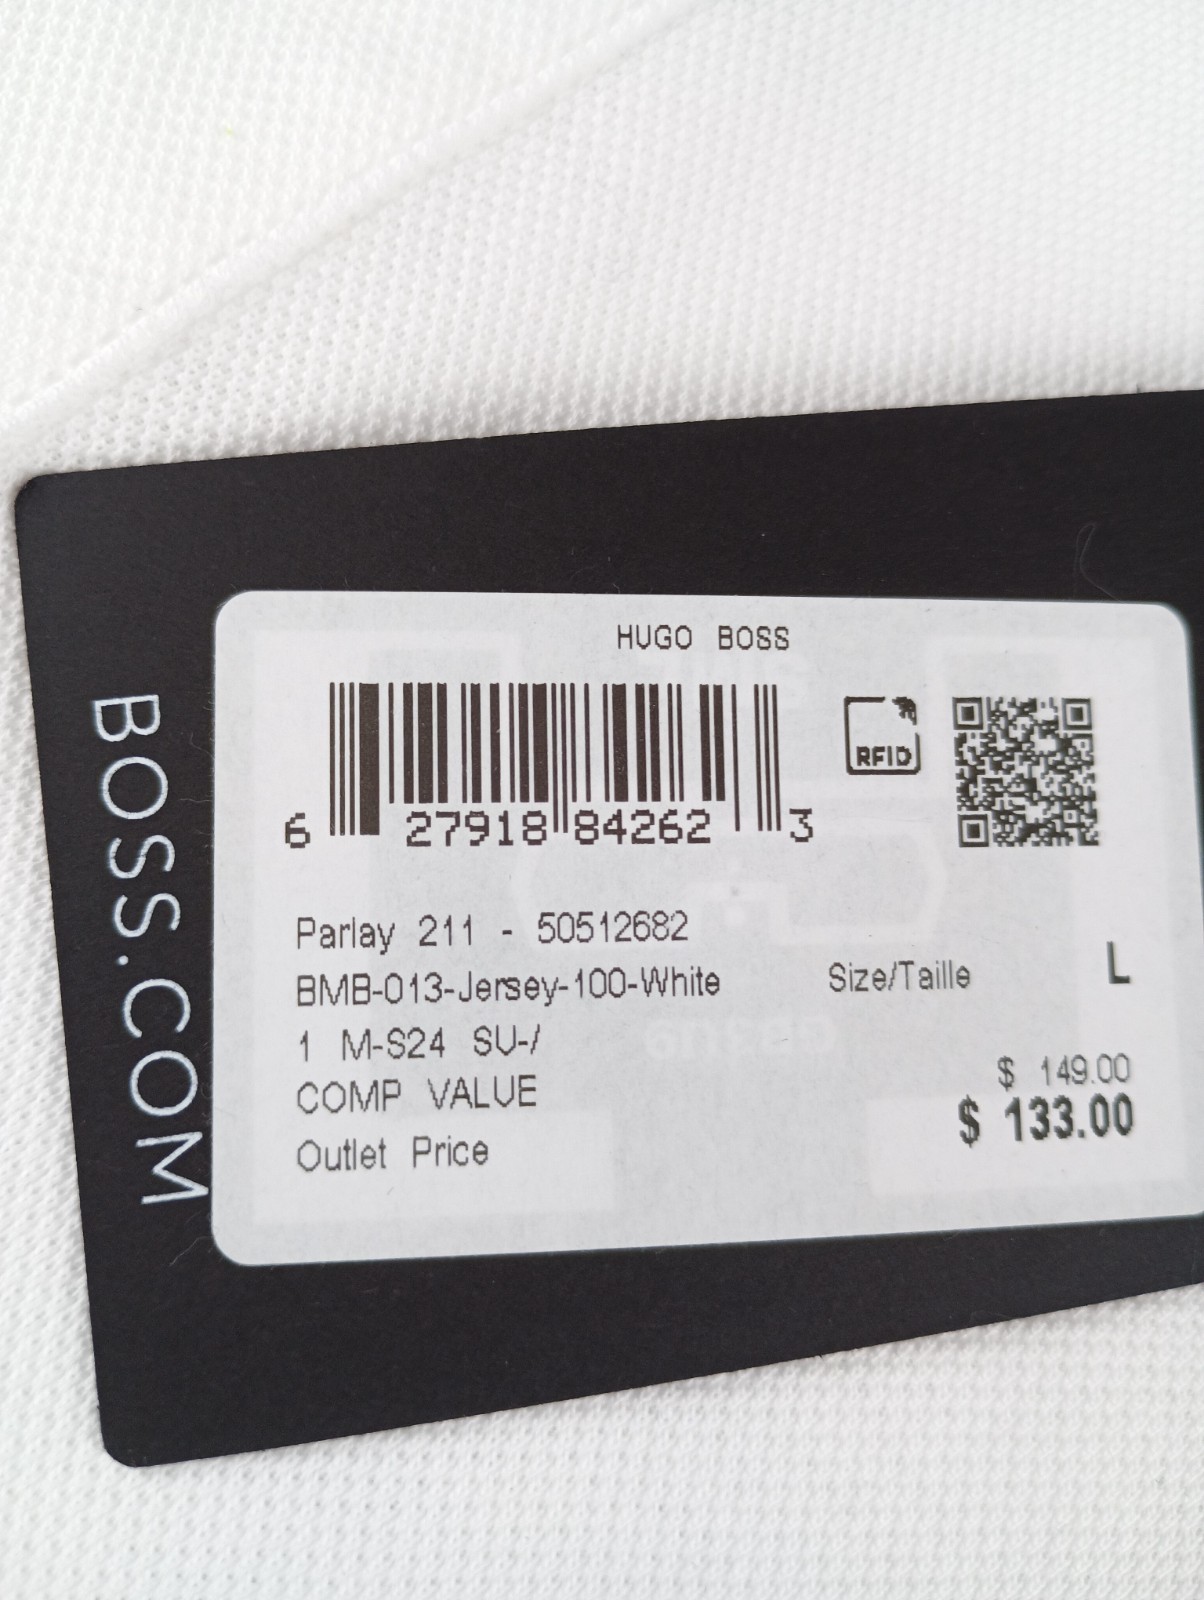 HUGO BOSS
6 27918 84262 3
RFID
Parlay 211 - 50512682
BMB-013-Jersey-100-White
Size/Taille L
1 M-S24 SU-/
COMP VALUE $ 149.00
Outlet Price $ 133.00
BOSS.COM